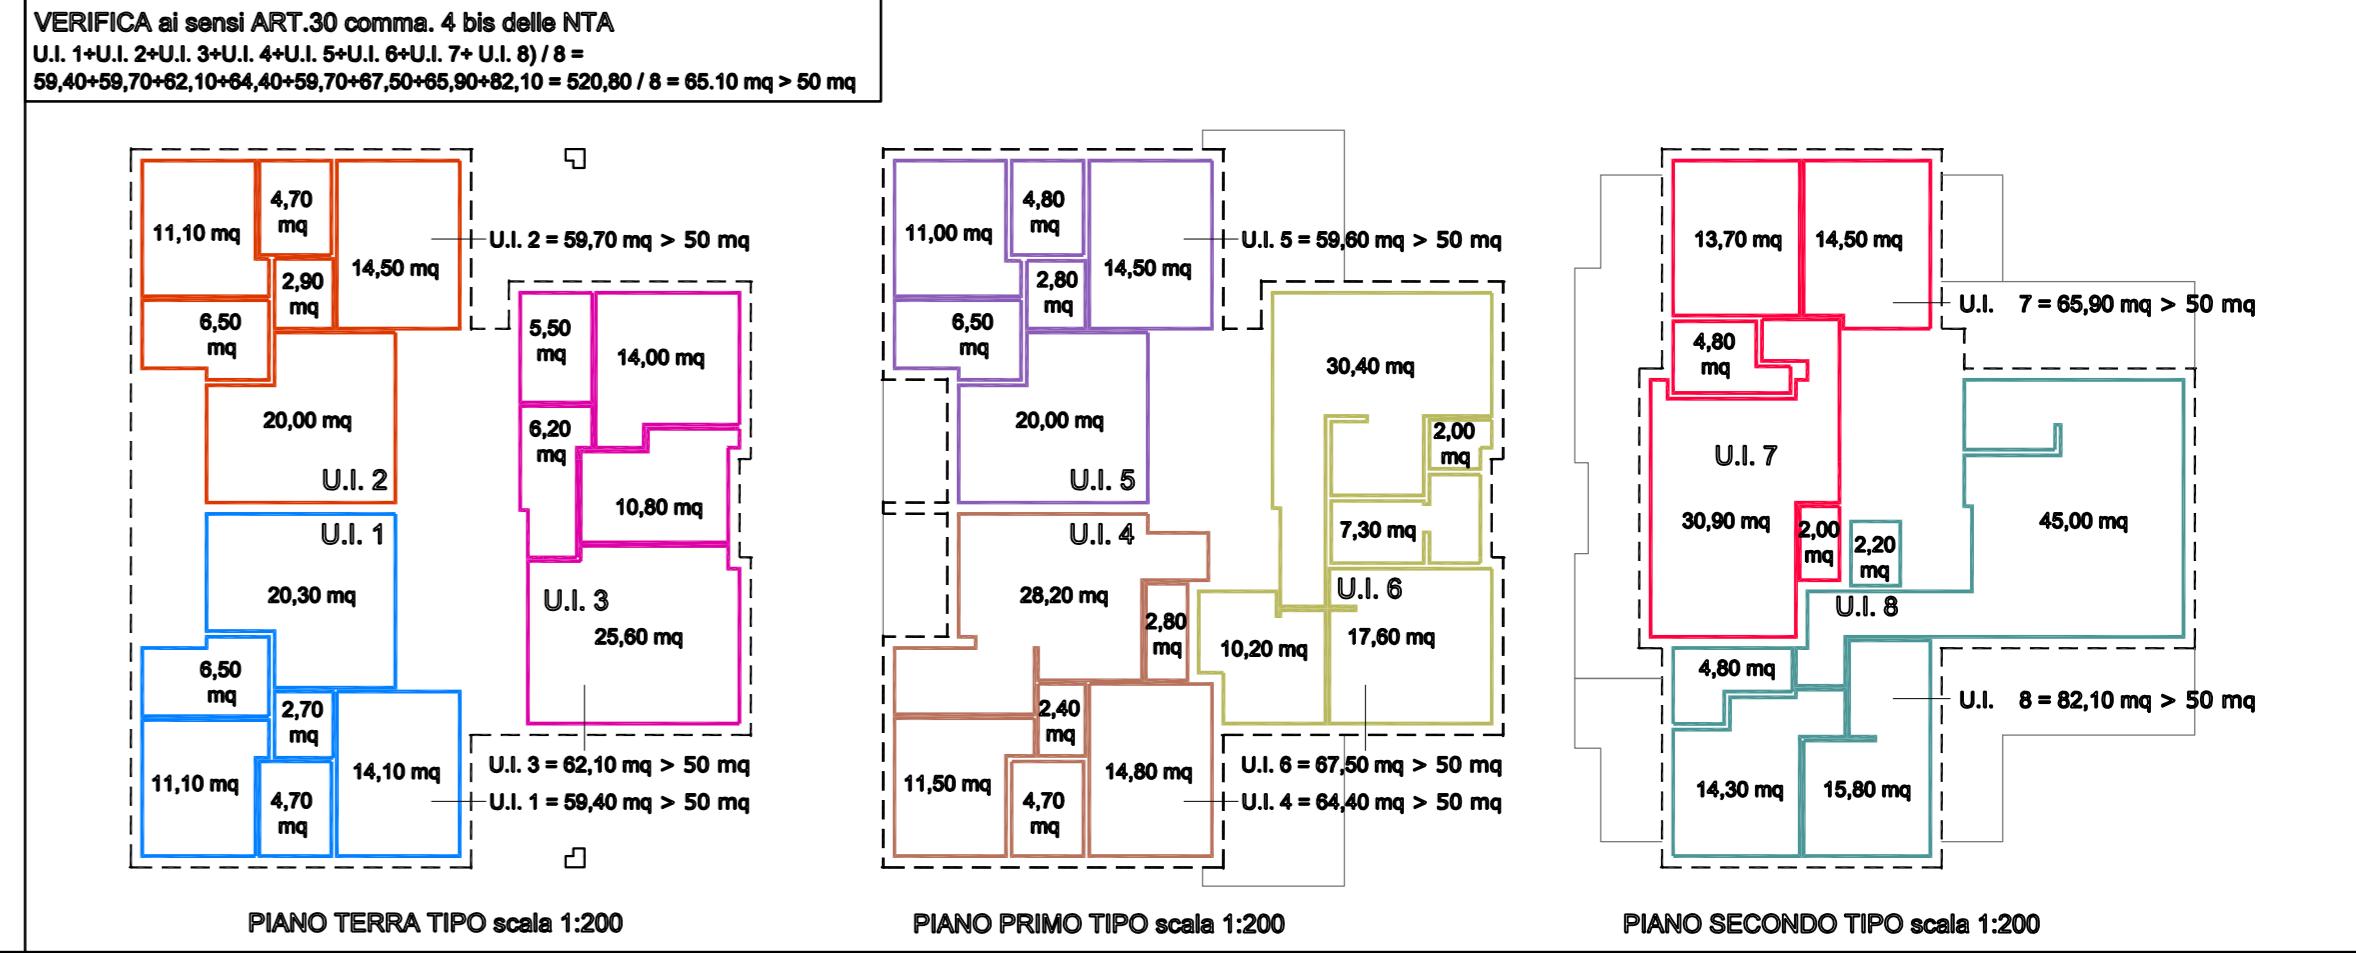 VERIFICA ai sensi ART.30 comma. 4 bis delle NTA
U.I. 1+U.I. 2+U.I. 3+U.I. 4+U.I. 5+U.I. 6+U.I. 7+ U.I. 8) / 8 =
59,40+59,70+62,10+64,40+59,70+67,50+65,90+82,10 = 520,80 / 8 = 65.10 mq > 50 mq
11,10 mq
4,70
mq
14,50 mq
2,90
mq
6,50
mq
20,00 mq
U.I. 2
U.I. 2 = 59,70 mq > 50 mq
5,50
mq
14,00 mq
6,20
mq
10,80 mq
U.I. 3
25,60 mq
U.I. 1
20,30 mq
6,50
mq
2,70
mq
11,10 mq
4,70
mq
14,10 mq
U.I. 3 = 62,10 mq > 50 mq
U.I. 1 = 59,40 mq > 50 mq
PIANO TERRA TIPO scala 1:200
11,00 mq
4,80
mq
14,50 mq
2,80
mq
6,50
mq
20,00 mq
U.I. 5
U.I. 5 = 59,60 mq > 50 mq
30,40 mq
2,00
mq
7,30 mq
U.I. 6
10,20 mq
17,60 mq
U.I. 4
28,20 mq
2,80
mq
2,40
mq
11,50 mq
4,70
mq
14,80 mq
U.I. 6 = 67,50 mq > 50 mq
U.I. 4 = 64,40 mq > 50 mq
PIANO PRIMO TIPO scala 1:200
13,70 mq
14,50 mq
U.I. 7 = 65,90 mq > 50 mq
4,80
mq
U.I. 7
30,90 mq
2,00
mq
2,20
mq
45,00 mq
U.I. 8
4,80 mq
U.I. 8 = 82,10 mq > 50 mq
14,30 mq
15,80 mq
PIANO SECONDO TIPO scala 1:200